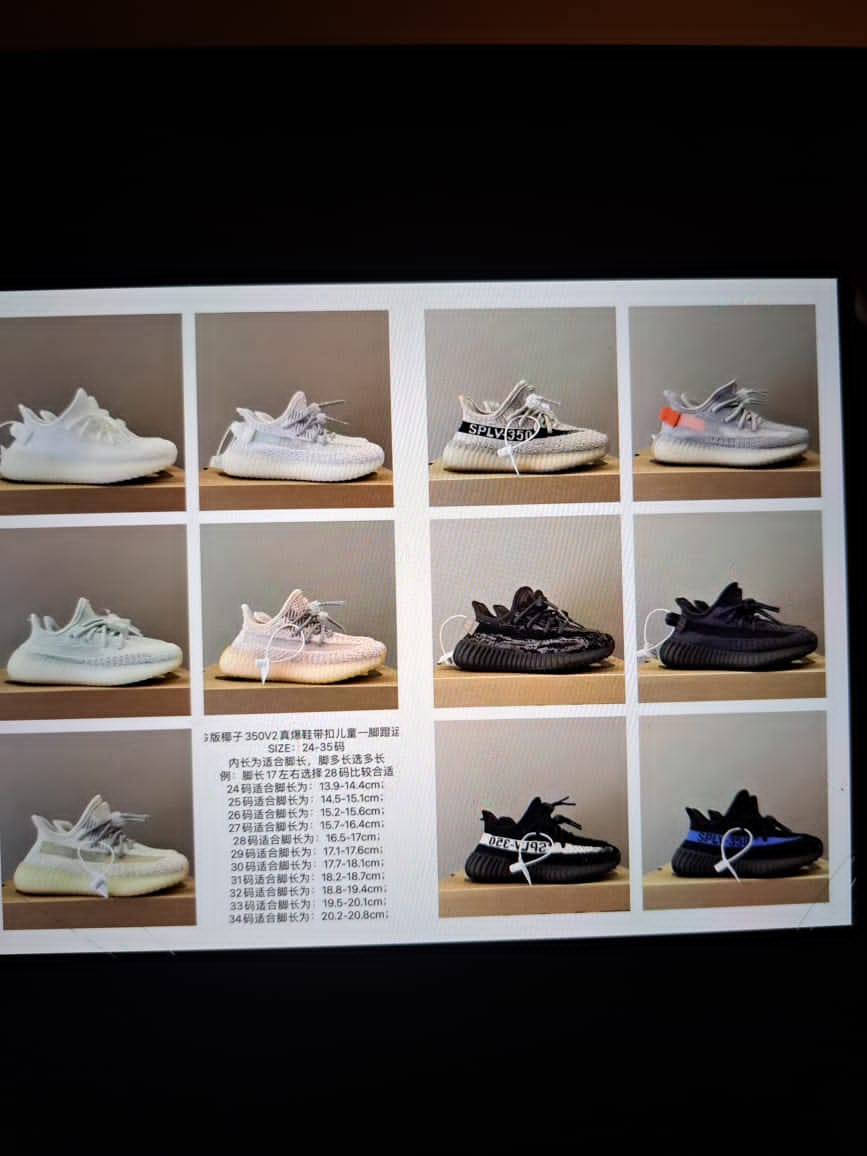 SPLY-350
G版椰子350V2真爆鞋带扣儿童一脚蹬运
SIZE：24-35码
内长为适合脚长，脚多长选多长
例：脚长17左右选择28码比较合适
24码适合脚长为：13.9-14.4cm；
25码适合脚长为：14.5-15.1cm；
26码适合脚长为：15.2-15.6cm；
27码适合脚长为：15.7-16.4cm；
28码适合脚长为：16.5-17cm；
29码适合脚长为：17.1-17.6cm；
30码适合脚长为：17.7-18.1cm；
31码适合脚长为：18.2-18.7cm；
32码适合脚长为：18.8-19.4cm；
33码适合脚长为：19.5-20.1cm；
34码适合脚长为：20.2-20.8cm；
SPLY-350
SPLY-350